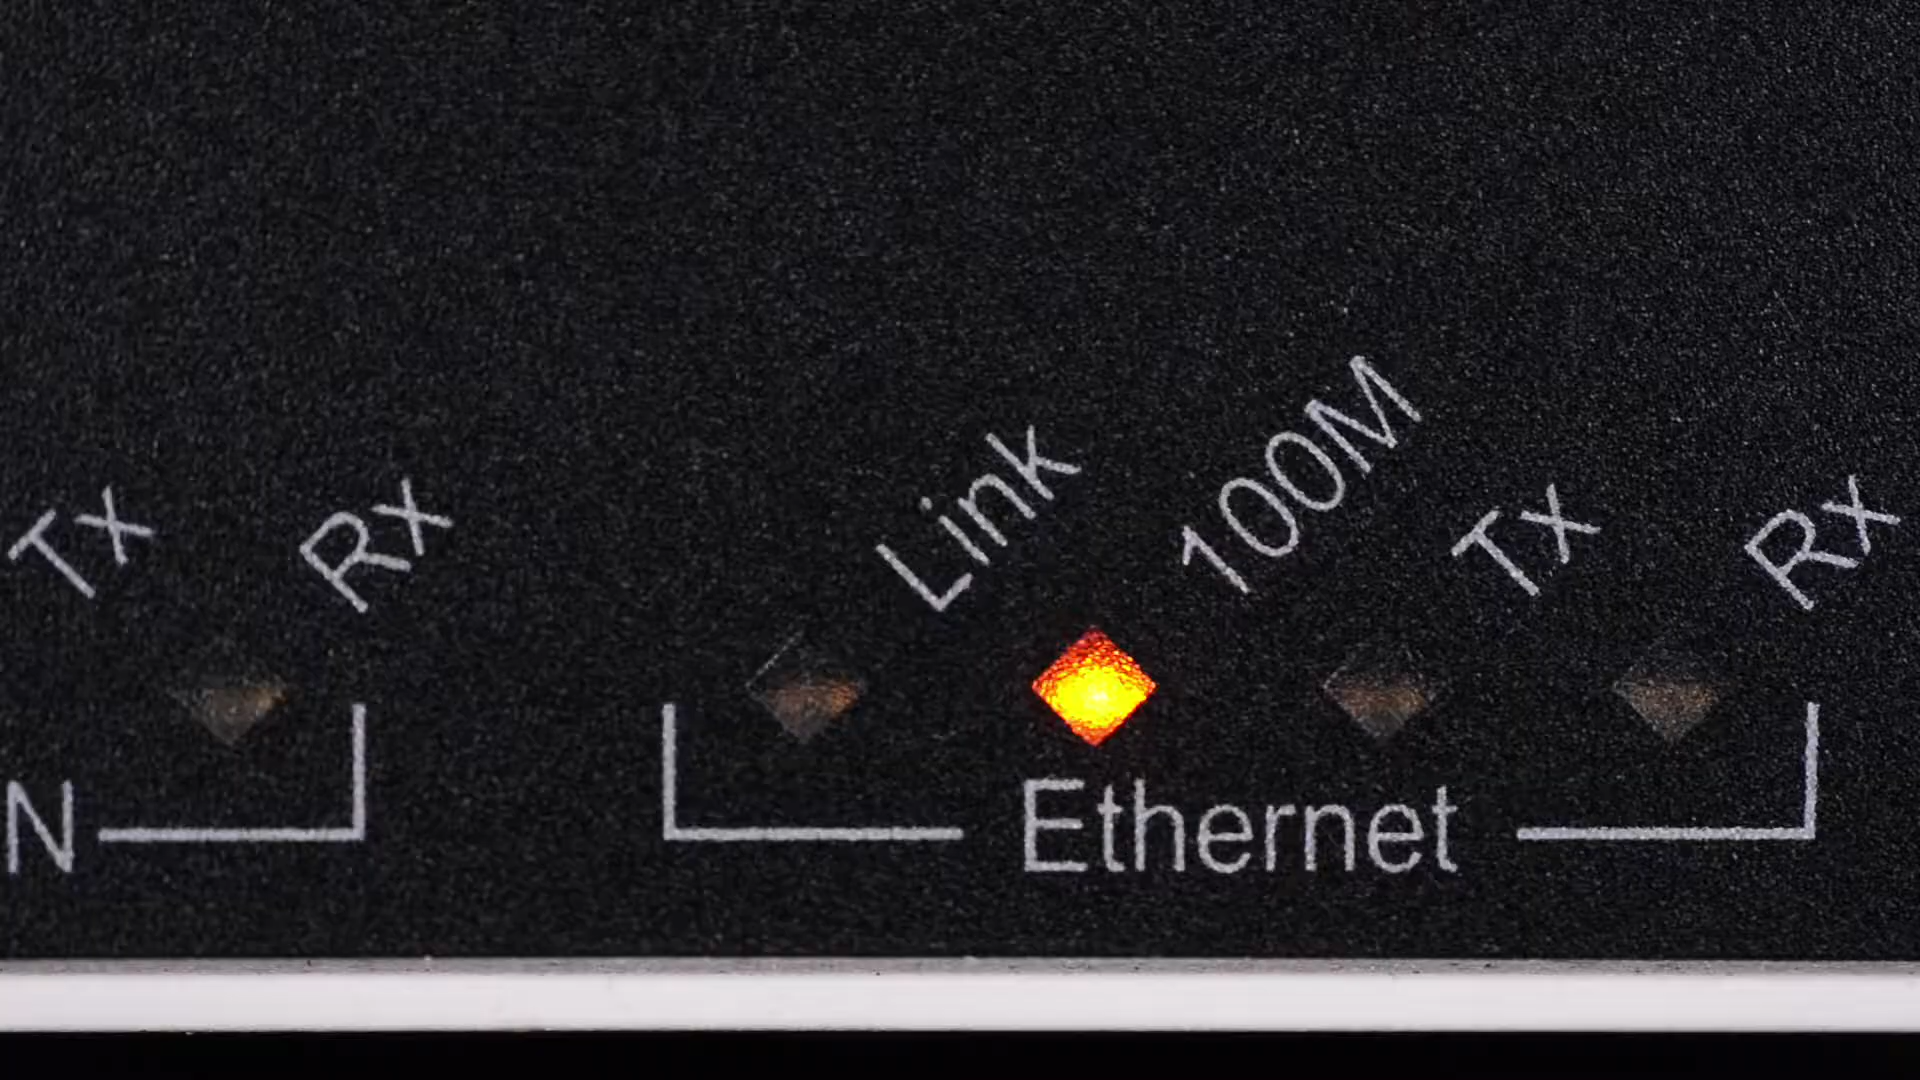 Tx
Rx
Link
100M
Tx
Rx
N
Ethernet